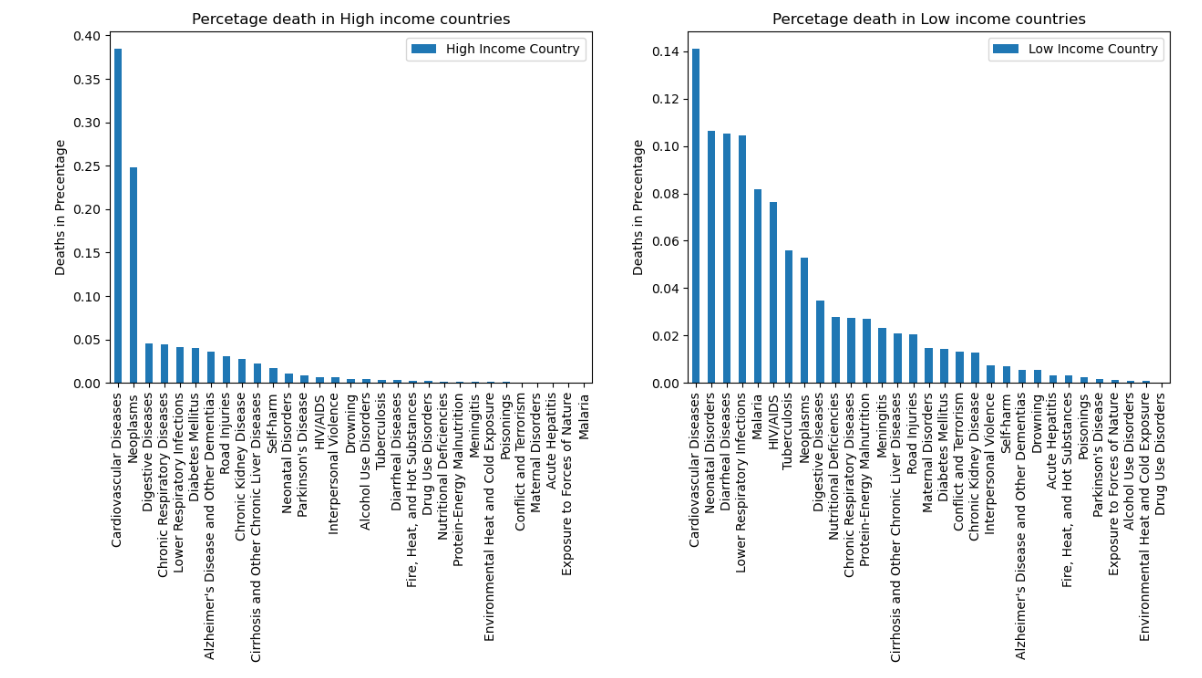 Percetage death in High income countries
High Income Country
Deaths in Precentage
0.40
0.35
0.30
0.25
0.20
0.15
0.10
0.05
0.00
Cardiovascular Diseases
Neoplasms
Digestive Diseases
Chronic Respiratory Diseases
Lower Respiratory Infections
Diabetes Mellitus
Alzheimer's Disease and Other Dementias
Road Injuries
Chronic Kidney Disease
Cirrhosis and Other Chronic Liver Diseases
Self-harm
Neonatal Disorders
Parkinson's Disease
HIV/AIDS
Interpersonal Violence
Drowning
Alcohol Use Disorders
Tuberculosis
Diarrheal Diseases
Fire, Heat, and Hot Substances
Drug Use Disorders
Nutritional Deficiencies
Protein-Energy Malnutrition
Meningitis
Environmental Heat and Cold Exposure
Poisonings
Conflict and Terrorism
Maternal Disorders
Acute Hepatitis
Exposure to Forces of Nature
Malaria
Percetage death in Low income countries
Low Income Country
Deaths in Precentage
0.14
0.12
0.10
0.08
0.06
0.04
0.02
0.00
Cardiovascular Diseases
Neonatal Disorders
Diarrheal Diseases
Lower Respiratory Infections
Malaria
HIV/AIDS
Tuberculosis
Neoplasms
Digestive Diseases
Nutritional Deficiencies
Chronic Respiratory Diseases
Protein-Energy Malnutrition
Meningitis
Cirrhosis and Other Chronic Liver Diseases
Road Injuries
Maternal Disorders
Diabetes Mellitus
Conflict and Terrorism
Chronic Kidney Disease
Interpersonal Violence
Self-harm
Alzheimer's Disease and Other Dementias
Drowning
Acute Hepatitis
Fire, Heat, and Hot Substances
Poisonings
Parkinson's Disease
Exposure to Forces of Nature
Alcohol Use Disorders
Environmental Heat and Cold Exposure
Drug Use Disorders